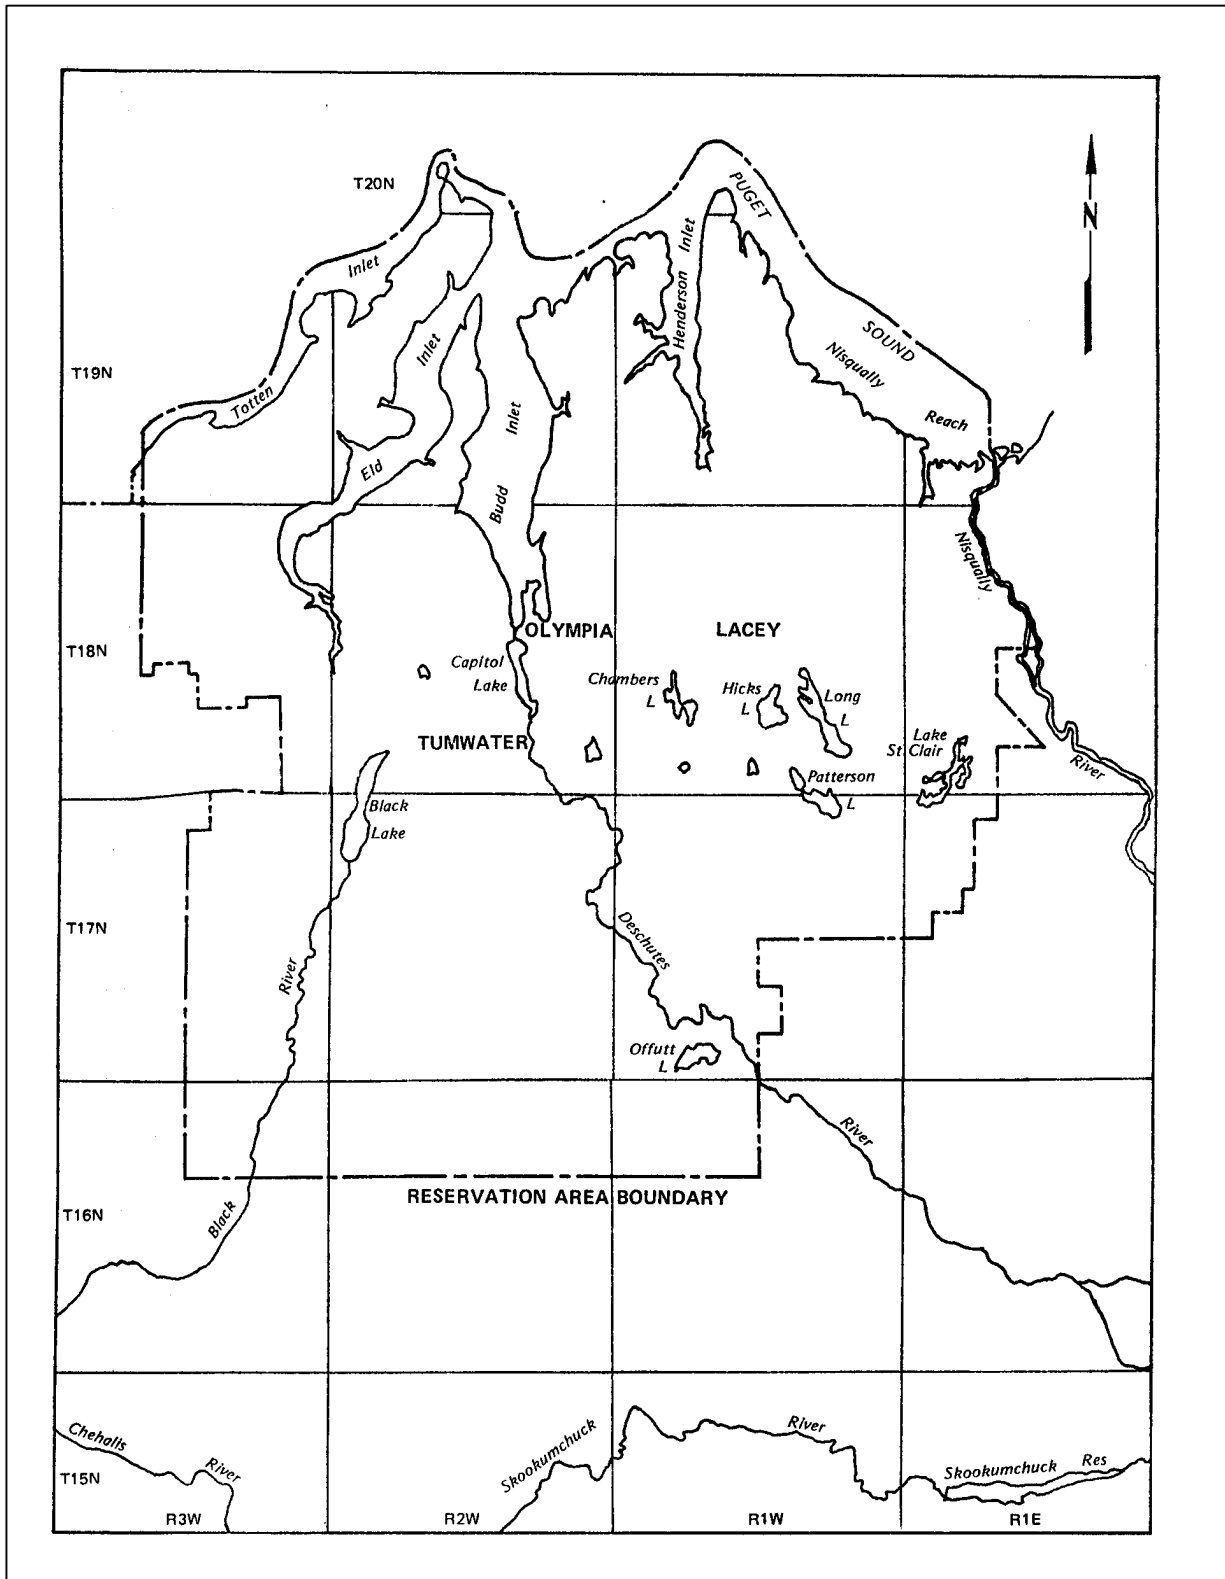 T20N
PUGET
N
Inlet
Henderson Inlet
SOUND
Inlet
Nisqually
T19N
Totten
Inlet
Reach
Eld
Budd
Nisqually
OLYMPIA
LACEY
T18N
Capitol
Lake
Chambers
L
Hicks
L
Long
L
TUMWATER
Lake
St Clair
River
Patterson
L
Black
Lake
T17N
Deschutes
River
Offutt
L
River
RESERVATION AREA BOUNDARY
T16N
Black
Chehalis
River
Skookumchuck
River
T15N
Skookumchuck Res
R3W
R2W
R1W
R1E